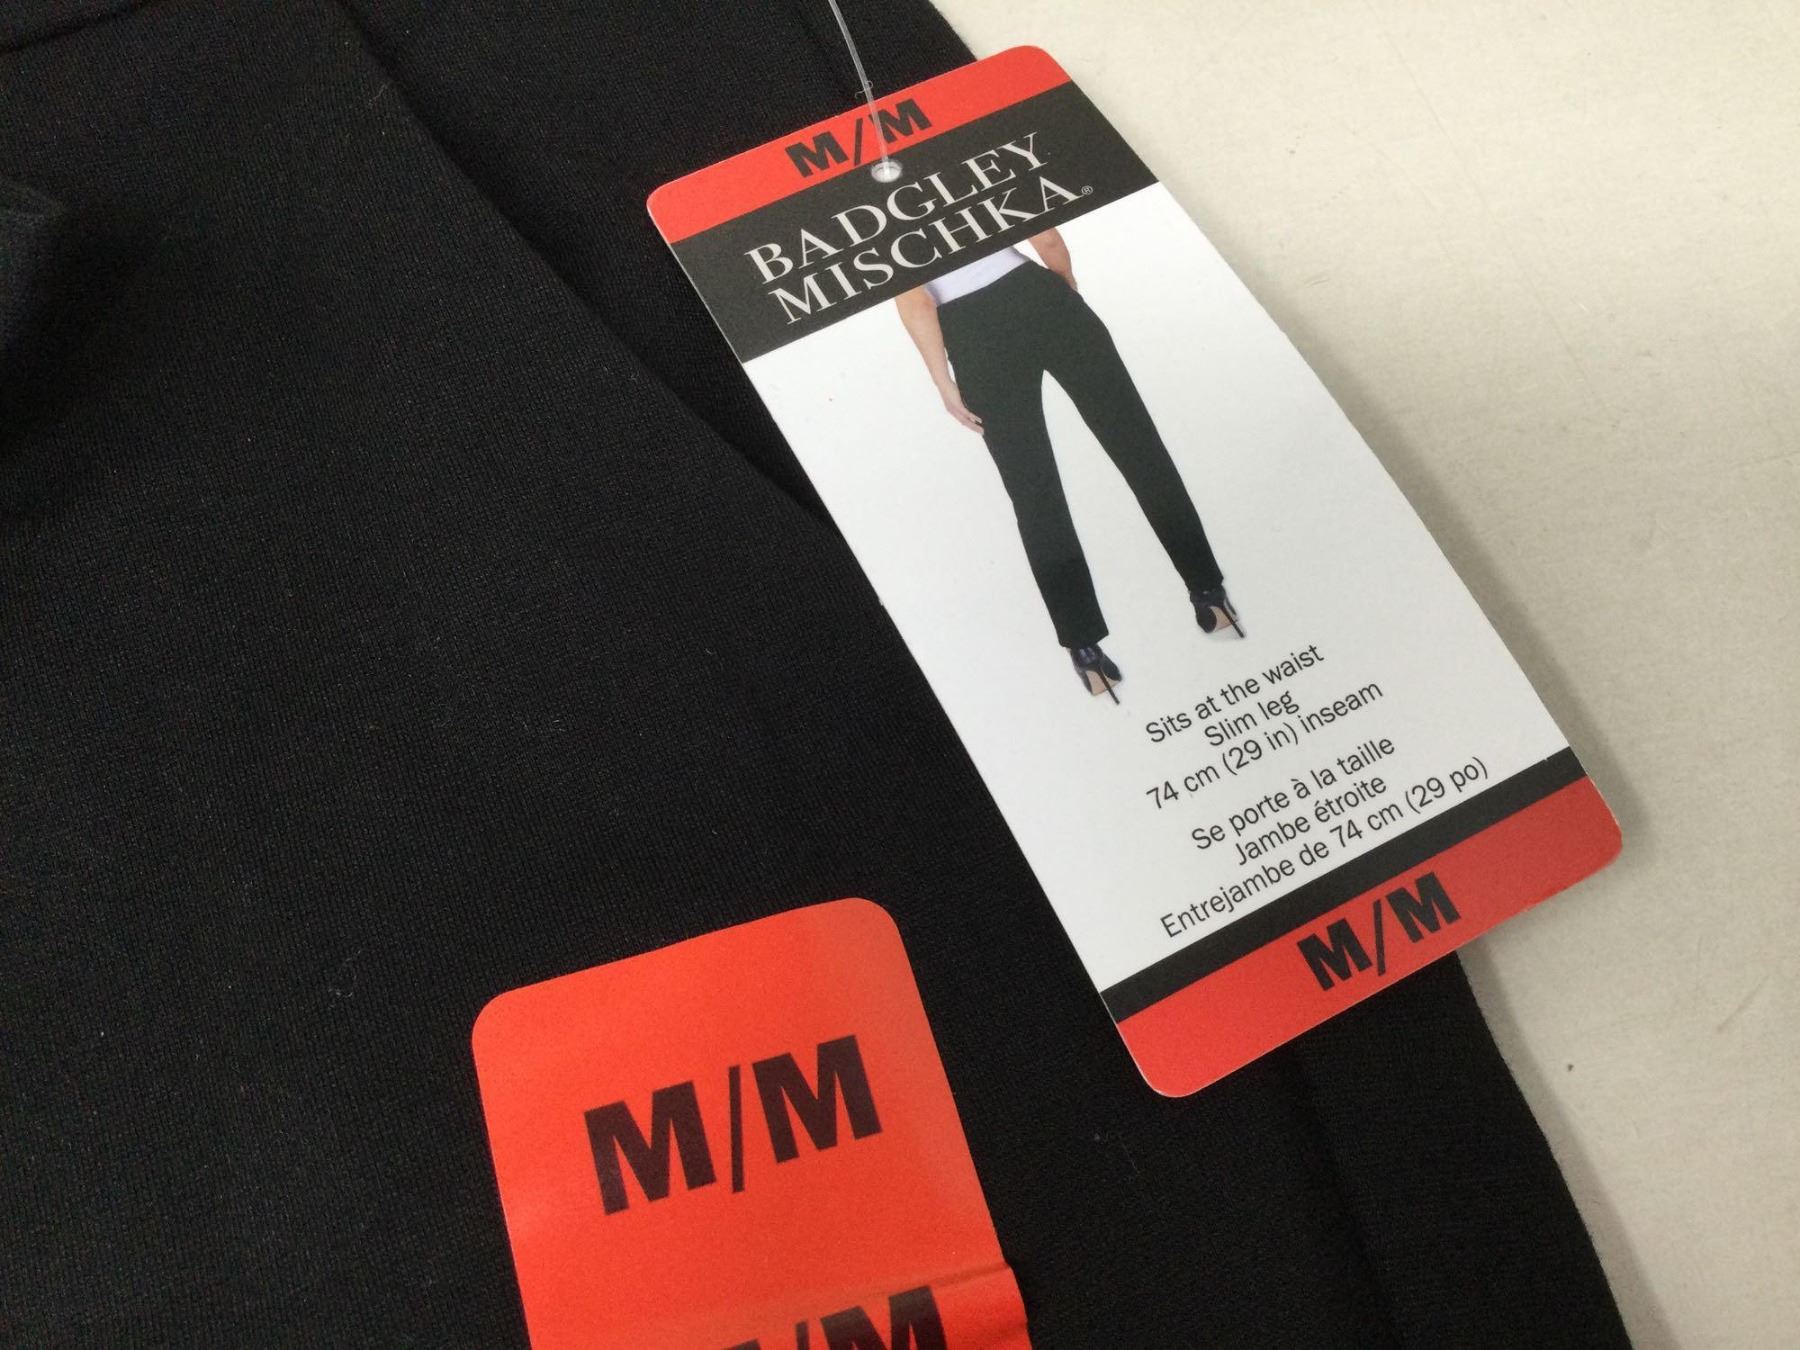 M/M
BADGLEY
MISCHKA®
Sits at the waist
Slim leg
74 cm (29 in) inseam
Se porte à la taille
Jambe étroite
Entrejambe de 74 cm (29 po)
M/M
M/M
/M